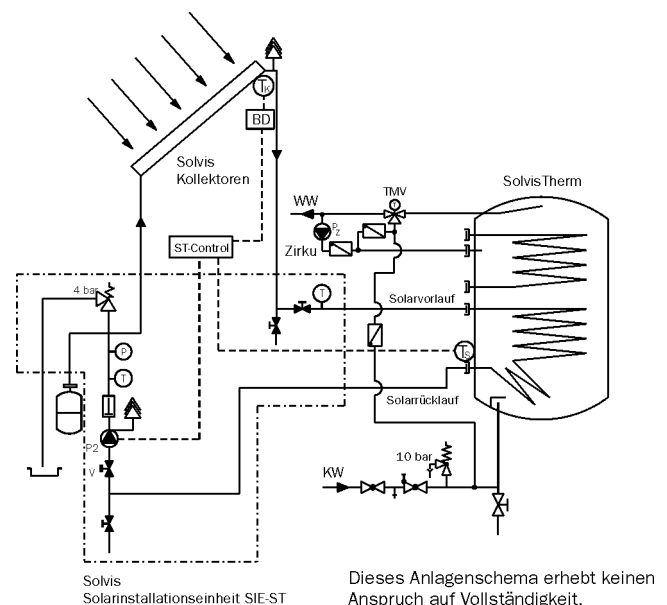 T_K
BD
Solvis
Kollektoren
TMV
T
SolvisTherm
WW
P_Z
Zirku
ST-Control
4 bar
T
Solarvorlauf
P
T_S
T
Solarrücklauf
P2
10 bar
V
KW
Solvis
Solarinstallationseinheit SIE-ST
Dieses Anlagenschema erhebt keinen
Anspruch auf Vollständigkeit.